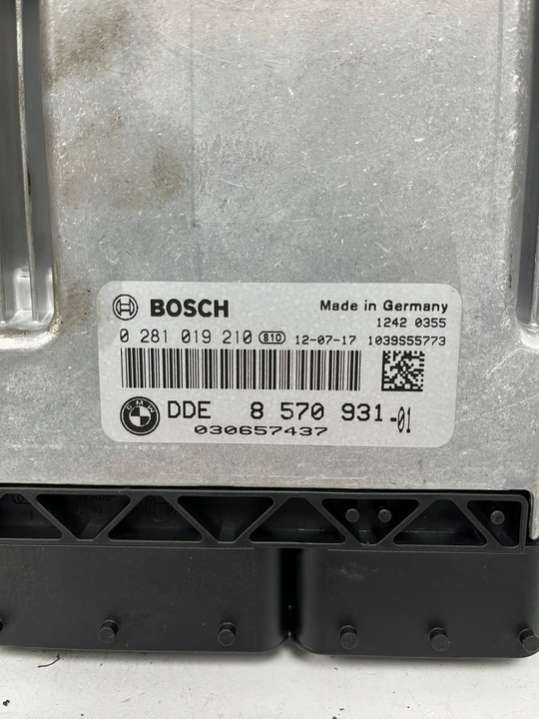 BOSCH Made in Germany
1242 0355
0 281 019 210 810 12-07-17 1039S55773
BMW DDE 8 570 931-01
030657437